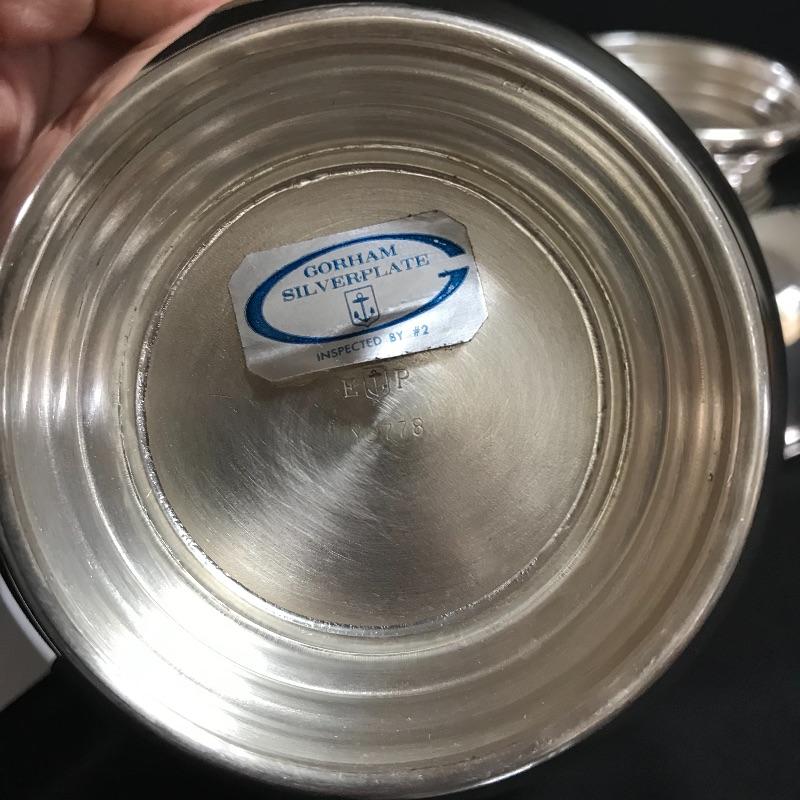 GORHAM
SILVERPLATE
INSPECTED BY #2
E P